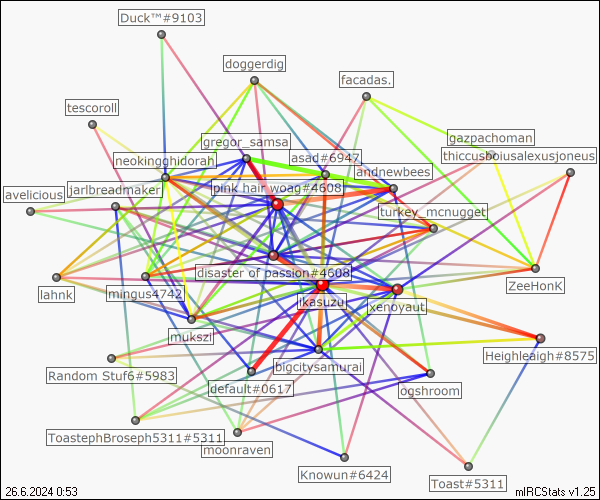 Duck™#9103
doggerdig
facadas.
tescoroll
gregor_samsa
gazpachoman
neokingghidorah
asad#6947
thiccusboiusalexusjoneus
andnewbees
avelicious
jarlbreadmaker
pink hair woag#4608
turkey_mcnugget
disaster of passion#4608
lahnk
mingus4742
ikasuzu
xenoyaut
ZeeHonK
mukszi
bigcitysamurai
Heighleaigh#8575
Random Stuf6#5983
default#0617
ogshroom
ToastephBroseph5311#5311
moonraven
Knowun#6424
Toast#5311
26.6.2024 0:53
mIRCStats v1.25